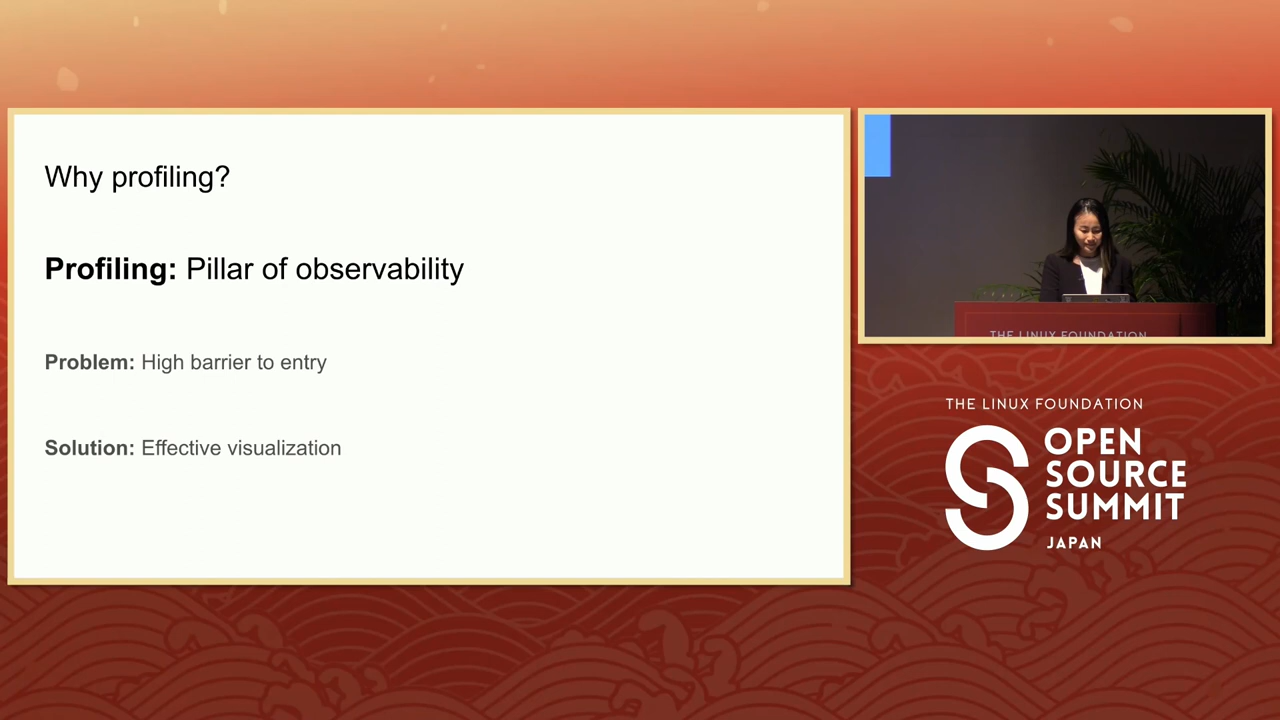 Why profiling?
Profiling: Pillar of observability
Problem: High barrier to entry
Solution: Effective visualization
THE LINUX FOUNDATION
THE LINUX FOUNDATION
OPEN
SOURCE
SUMMIT
JAPAN